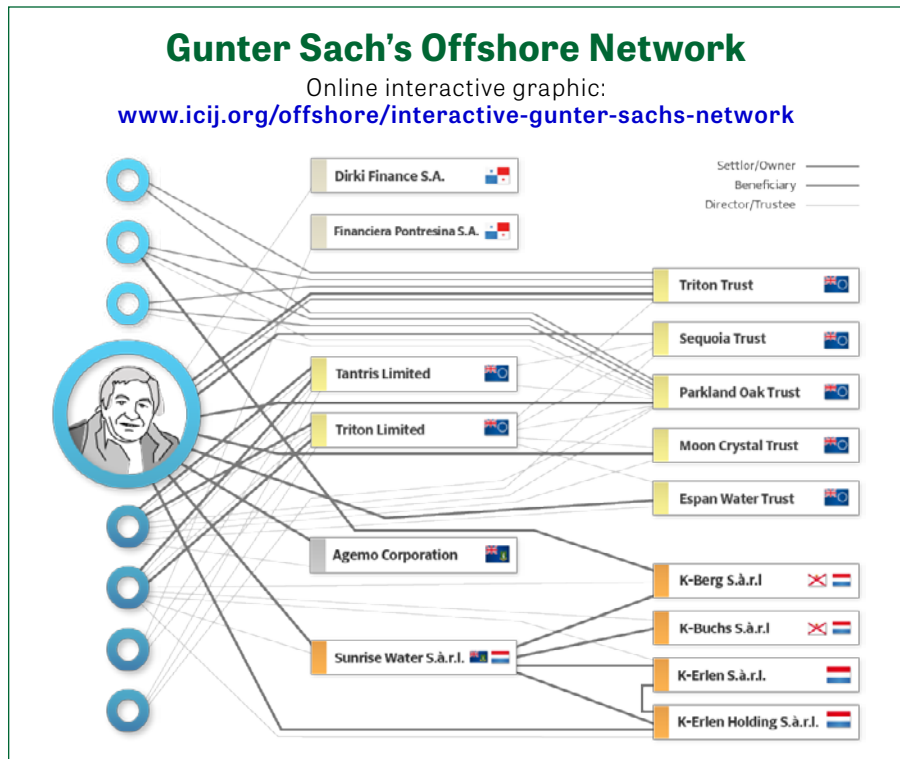 Gunter Sach’s Offshore Network
Online interactive graphic:
www.icij.org/offshore/interactive-gunter-sachs-network
Settlor/Owner
Beneficiary
Director/Trustee
Dirki Finance S.A.
Financiera Pontresina S.A.
Tantris Limited
Triton Limited
Agemo Corporation
Sunrise Water S.à.r.l.
Triton Trust
Sequoia Trust
Parkland Oak Trust
Moon Crystal Trust
Espan Water Trust
K-Berg S.à.r.l
K-Buchs S.à.r.l
K-Erlen S.à.r.l.
K-Erlen Holding S.à.r.l.